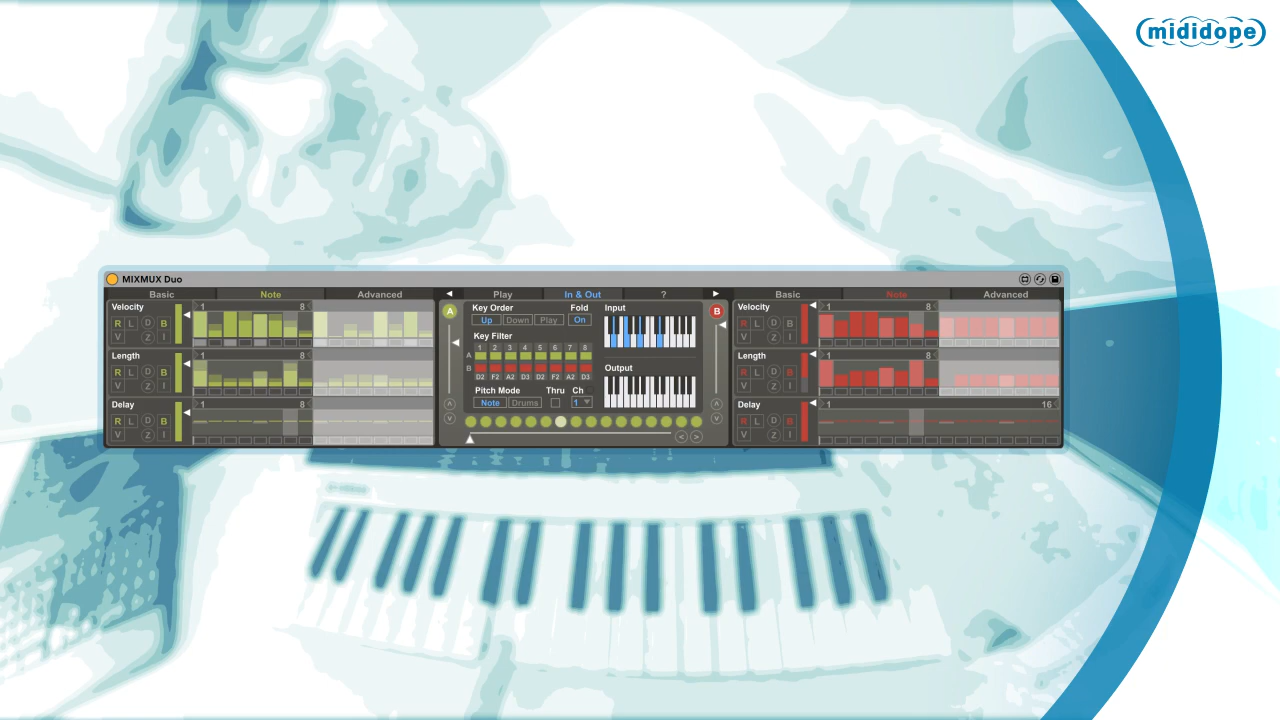 mididope
MIXMUX Duo
Basic Note Advanced
Velocity 1 8
R L D B
V Z I
Length 1 8
R L D B
V Z I
Delay 1 8
R L D B
V Z I
Play In & Out ?
A
Key Order Fold
Up Down Play On
Key Filter
1 2 3 4 5 6 7 8
A
B
D2 F2 A2 D3 D2 F2 A2 D3
Pitch Mode Thru Ch
Note Drums 1
Input
Output
B
Basic Note Advanced
Velocity 1 8
R L D B
V Z I
Length 1 8
R L D B
V Z I
Delay 1 16
R L D B
V Z I